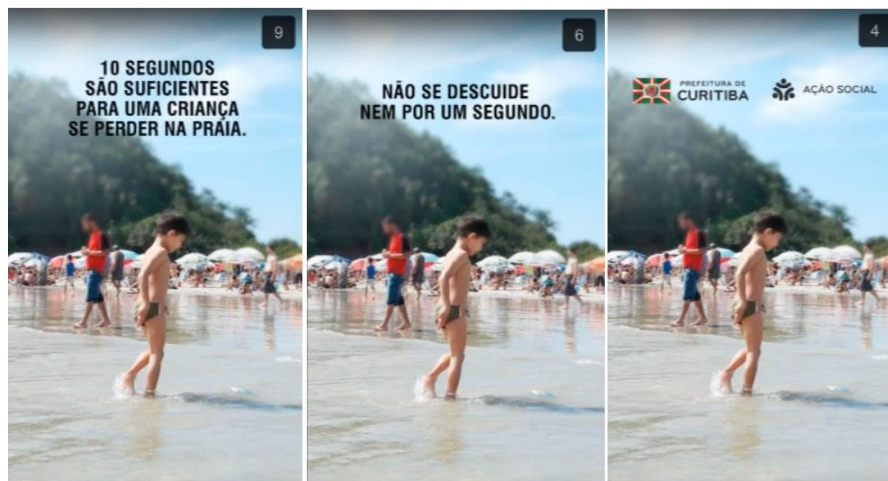 9
10 SEGUNDOS
SÃO SUFICIENTES
PARA UMA CRIANÇA
SE PERDER NA PRAIA.
6
NÃO SE DESCUIDE
NEM POR UM SEGUNDO.
4
PREFEITURA DE
CURITIBA
AÇÃO SOCIAL